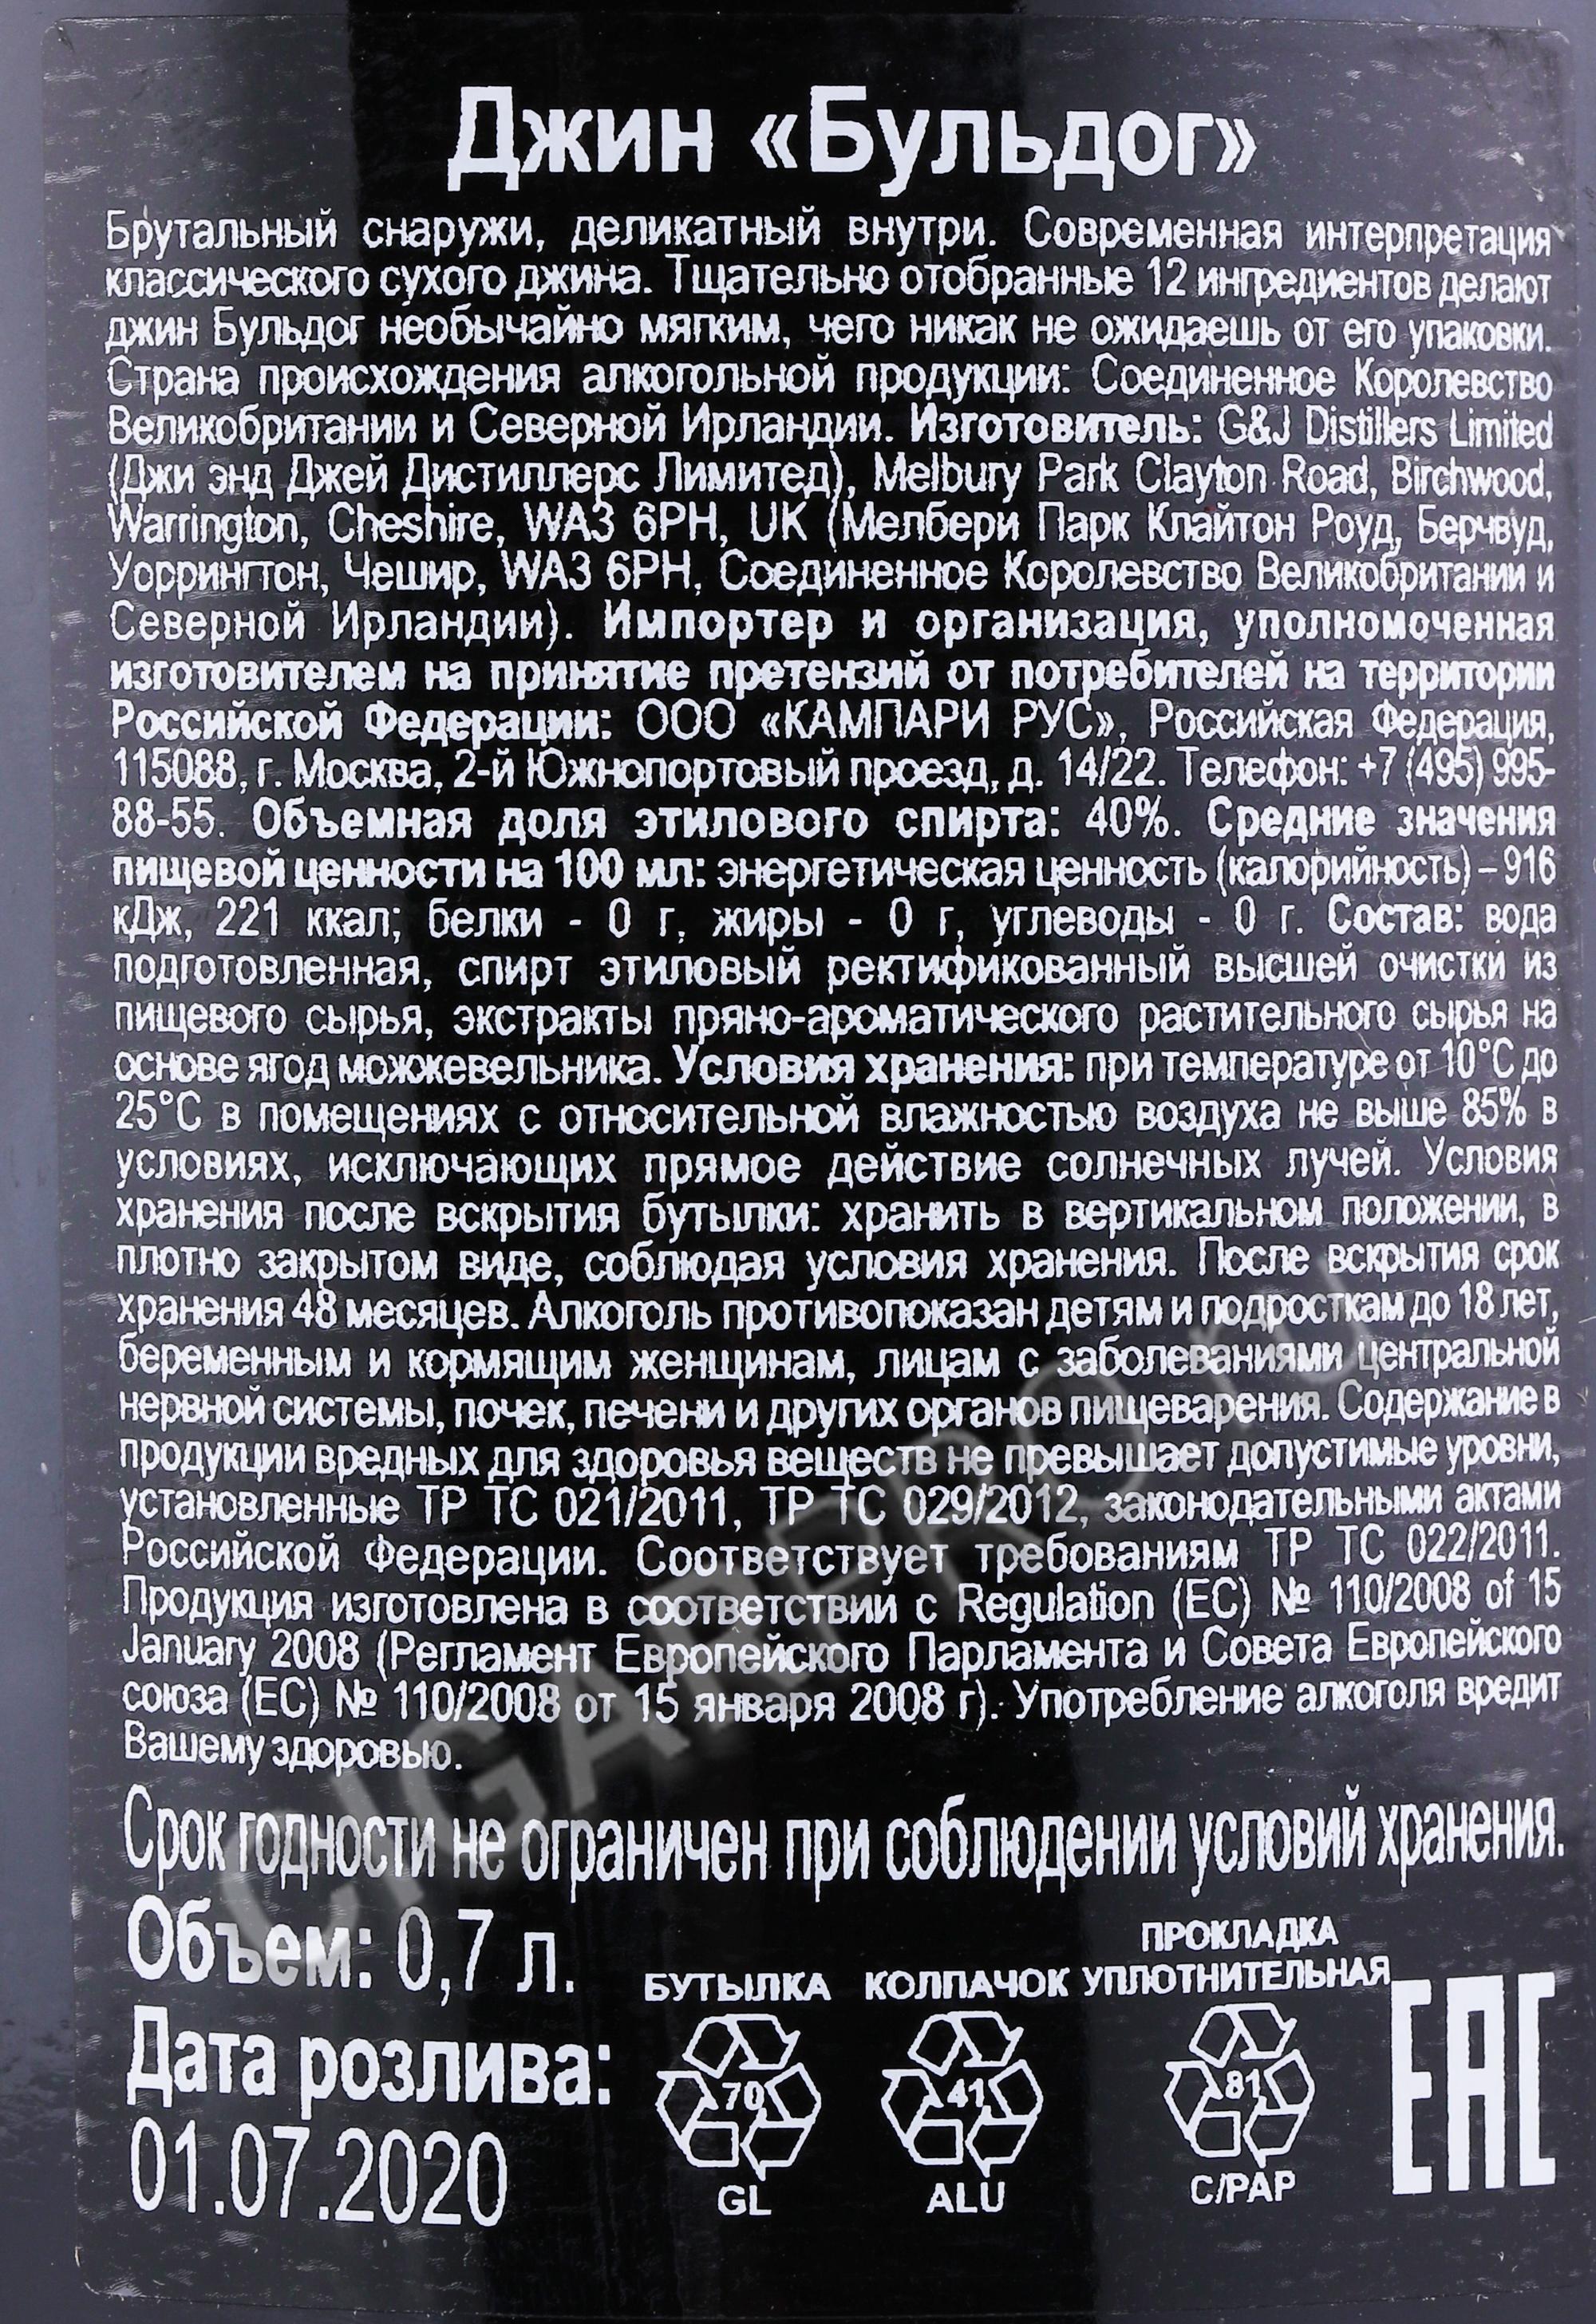 Джин «Бульдог»
Брутальный снаружи, деликатный внутри. Современная интерпретация
классического сухого джина. Тщательно отобранные 12 ингредиентов делают
джин Бульдог необычайно мягким, чего никак не ожидаешь от его упаковки.
Страна происхождения алкогольной продукции: Соединенное Королевство
Великобритании и Северной Ирландии. Изготовитель: G&J Distillers Limited
(Джи энд Джей Дистиллерс Лимитед), Melbury Park Clayton Road, Birchwood,
Warrington, Cheshire, WA3 6PH, UK (Мелбери Парк Клайтон Роуд, Берчвуд,
Уоррингтон, Чешир, WA3 6PH, Соединенное Королевство Великобритании и
Северной Ирландии). Импортер и организация, уполномоченная
изготовителем на принятие претензий от потребителей на территории
Российской Федерации: ООО «КАМПАРИ РУС», Российская Федерация,
115088, г. Москва, 2-й Южнопортовый проезд, д. 14/22. Телефон: +7 (495) 995-
88-55. Объемная доля этилового спирта: 40%. Средние значения
пищевой ценности на 100 мл: энергетическая ценность (калорийность) – 916
кДж, 221 ккал; белки - 0 г, жиры - 0 г, углеводы - 0 г. Состав: вода
подготовленная, спирт этиловый ректификованный высшей очистки из
пищевого сырья, экстракты пряно-ароматического растительного сырья на
основе ягод можжевельника. Условия хранения: при температуре от 10°C до
25°C в помещениях с относительной влажностью воздуха не выше 85% в
условиях, исключающих прямое действие солнечных лучей. Условия
хранения после вскрытия бутылки: хранить в вертикальном положении, в
плотно закрытом виде, соблюдая условия хранения. После вскрытия срок
хранения 48 месяцев. Алкоголь противопоказан детям и подросткам до 18 лет,
беременным и кормящим женщинам, лицам с заболеваниями центральной
нервной системы, почек, печени и других органов пищеварения. Содержание в
продукции вредных для здоровья веществ не превышает допустимые уровни,
установленные ТР ТС 021/2011, ТР ТС 029/2012, законодательными актами
Российской Федерации. Соответствует требованиям ТР ТС 022/2011.
Продукция изготовлена в соответствии с Regulation (EC) № 110/2008 of 15
January 2008 (Регламент Европейского Парламента и Совета Европейского
союза (ЕС) № 110/2008 от 15 января 2008 г). Употребление алкоголя вредит
Вашему здоровью.
Срок годности не ограничен при соблюдении условий хранения.
Объем: 0,7 л.
Дата розлива:
01.07.2020
БУТЫЛКА
70
GL
КОЛПАЧОК
41
ALU
ПРОКЛАДКА
УПЛОТНИТЕЛЬНАЯ
81
C/PAP
EAC
CIGARPRO.ru